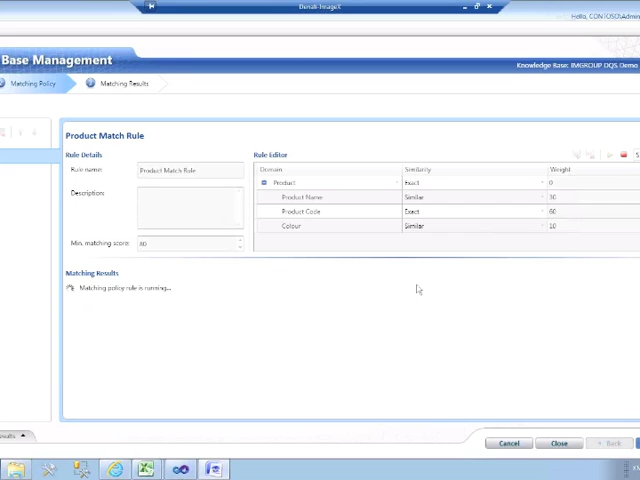 Denali-ImageX
Hello, CONTOSO\Admin
Base Management
Knowledge Base: IMGROUP DQS Demo
Matching Policy
Matching Results
Product Match Rule
Rule Details
Rule Editor
Rule name:
Product Match Rule
Domain
Similarity
Weight
Product
Exact
0
Description:
Product Name
Similar
30
Product Code
Exact
60
Colour
Similar
10
Min. matching score:
80
Matching Results
Matching policy rule is running...
Cancel
Close
Back